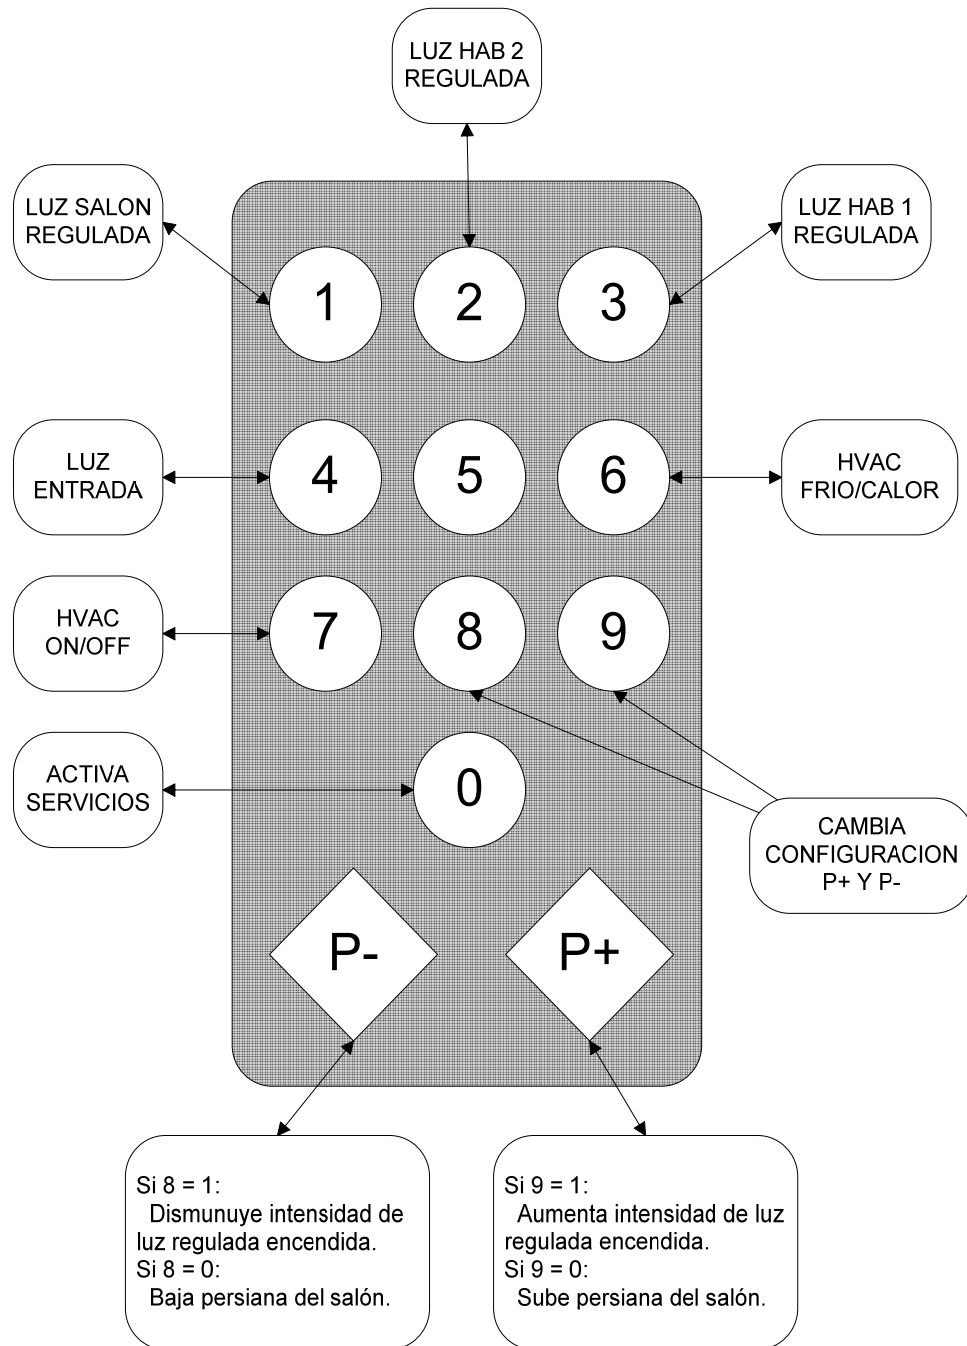 LUZ HAB 2
REGULADA
LUZ SALON
REGULADA
LUZ HAB 1
REGULADA
1
2
3
LUZ
ENTRADA
4
5
6
HVAC
FRIO/CALOR
HVAC
ON/OFF
7
8
9
ACTIVA
SERVICIOS
0
CAMBIA
CONFIGURACION
P+ Y P-
P-
P+
Si 8 = 1:
Dismunuye intensidad de
luz regulada encendida.
Si 8 = 0:
Baja persiana del salón.
Si 9 = 1:
Aumenta intensidad de luz
regulada encendida.
Si 9 = 0:
Sube persiana del salón.